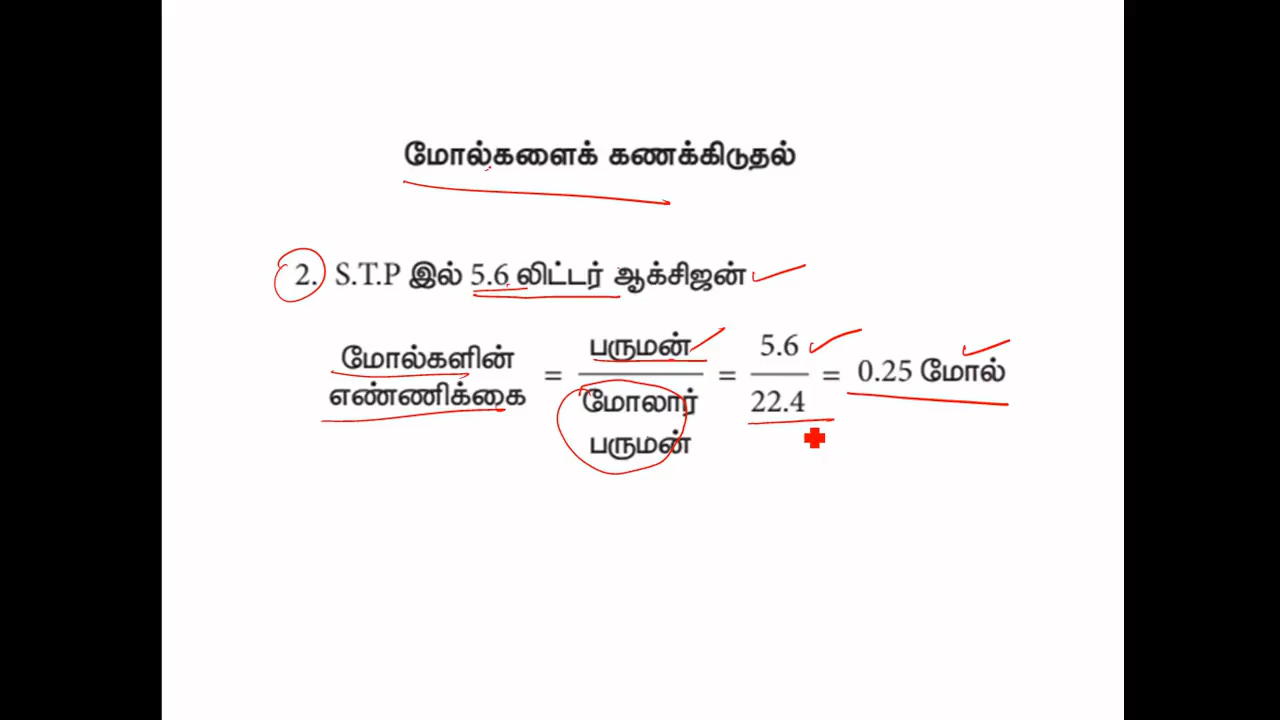 மோல்களைக் கணக்கிடுதல்
2. S.T.P இல் 5.6 லிட்டர் ஆக்சிஜன்
மோல்களின் எண்ணிக்கை = பருமன் / மோலார் பருமன் = 5.6 / 22.4 = 0.25 மோல்